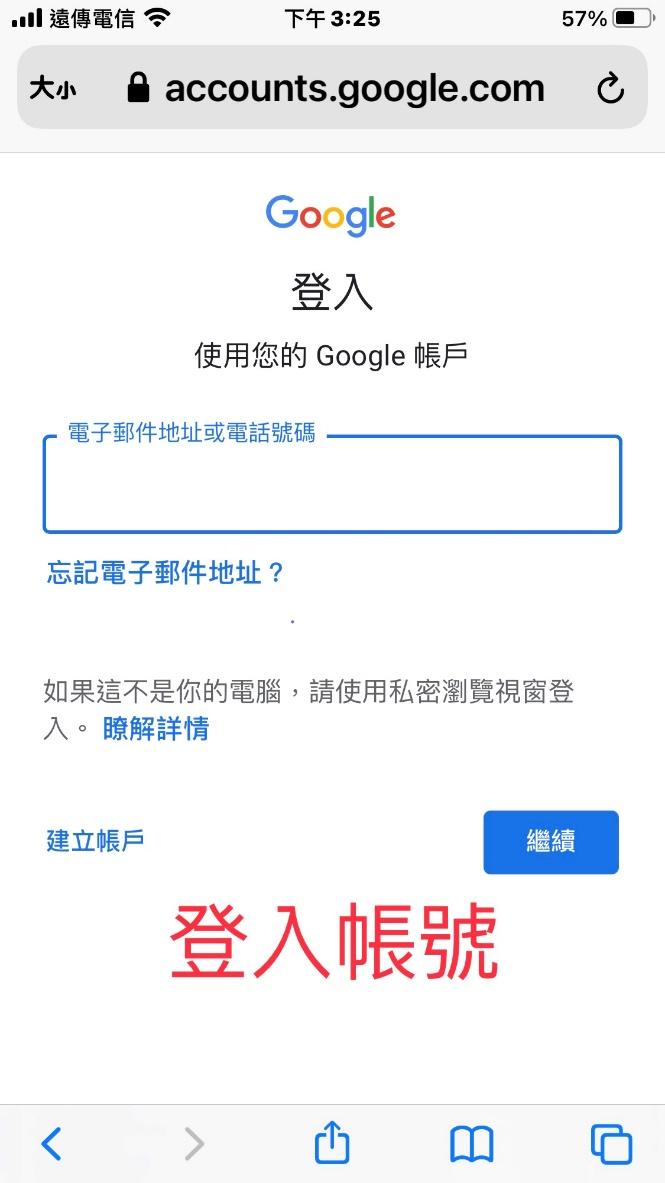 遠傳電信 下午 3:25 57%
大小 accounts.google.com
Google
登入
使用您的 Google 帳戶
電子郵件地址或電話號碼
忘記電子郵件地址？
如果這不是你的電腦，請使用私密瀏覽視窗登
入。 瞭解詳情
建立帳戶 繼續
登入帳號